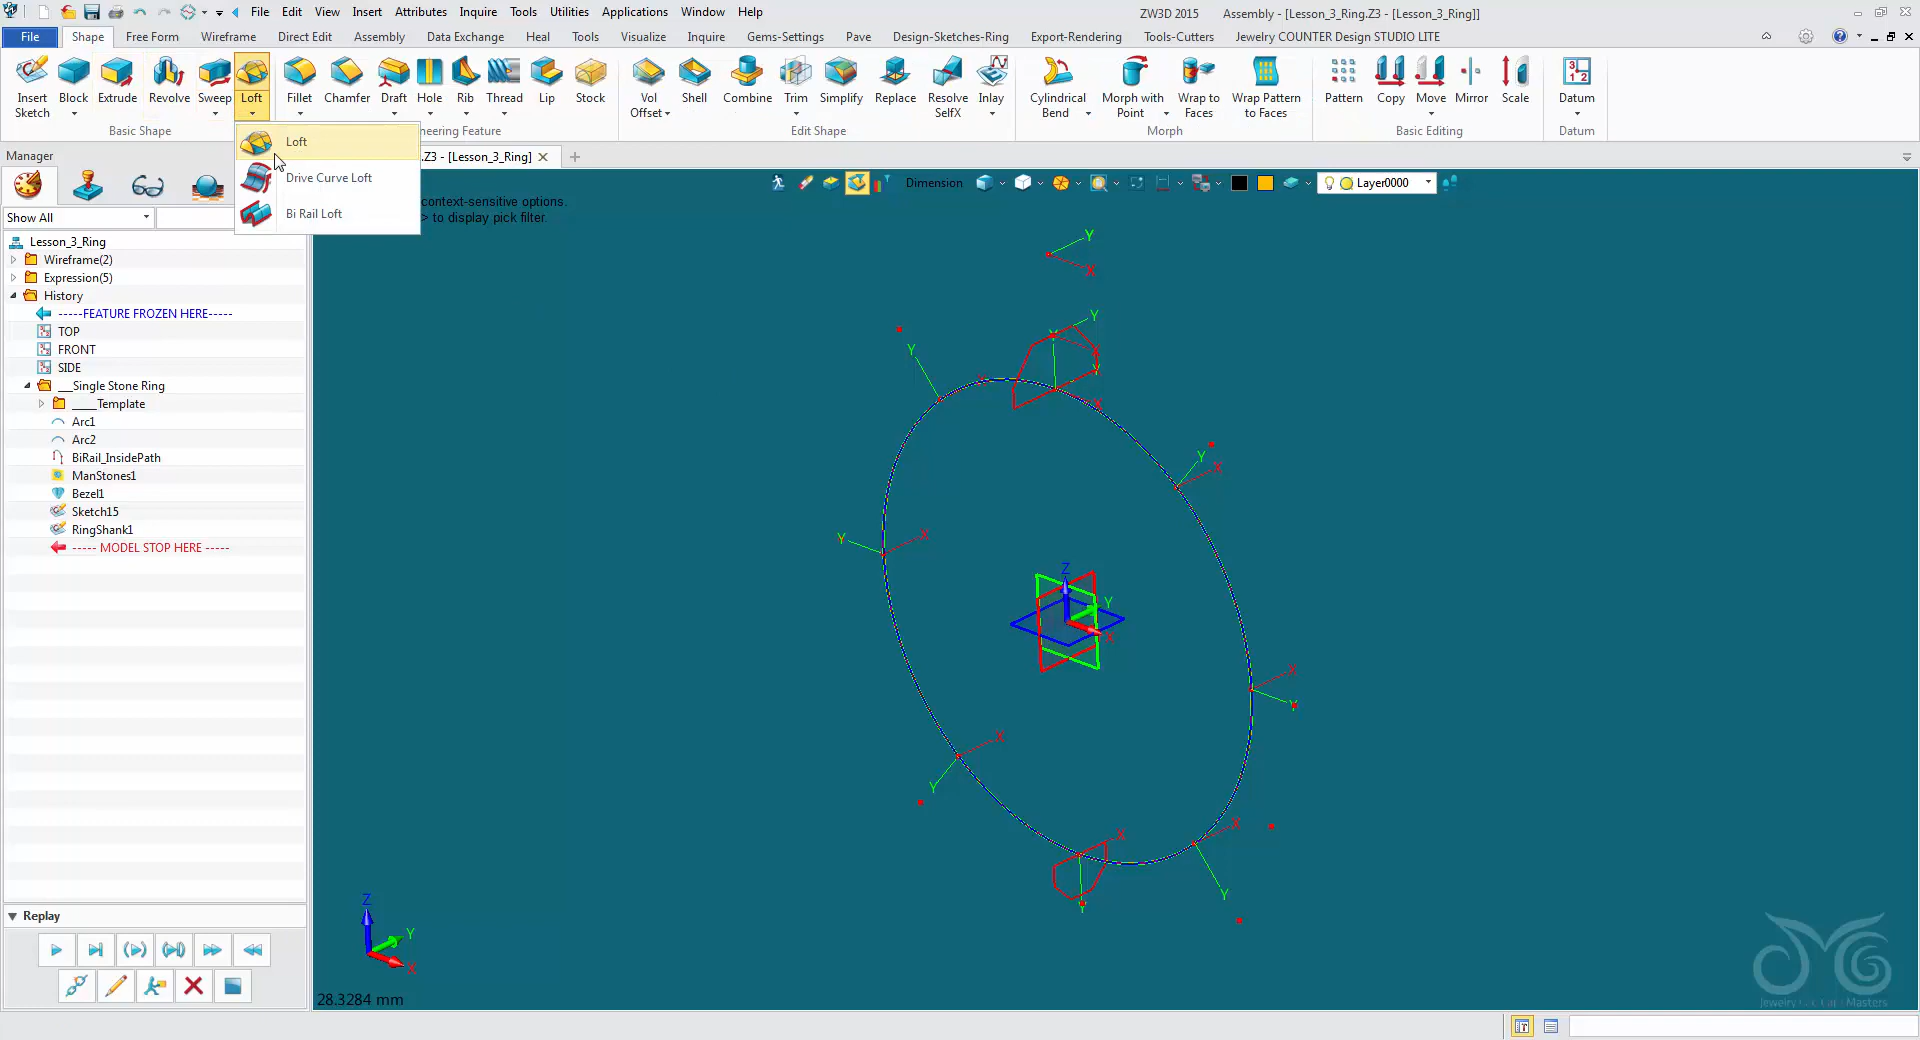 File Edit View Insert Attributes Inquire Tools Utilities Applications Window Help
ZW3D 2015 Assembly - [Lesson_3_Ring.Z3 - [Lesson_3_Ring]]
File Shape Free Form Wireframe Direct Edit Assembly Data Exchange Heal Tools Visualize Inquire Gems-Settings Pave Design-Sketches-Ring Export-Rendering Tools-Cutters Jewelry COUNTER Design STUDIO LITE
Insert Sketch Block Extrude Revolve Sweep Loft Fillet Chamfer Draft Hole Rib Thread Lip Stock Vol Offset Shell Combine Trim Simplify Replace Resolve SelfX Inlay Cylindrical Bend Morph with Point Wrap to Faces Wrap Pattern to Faces Pattern Copy Move Mirror Scale Datum
Basic Shape neering Feature Edit Shape Morph Basic Editing Datum
Loft
Drive Curve Loft
Bi Rail Loft
Manager
.Z3 - [Lesson_3_Ring]
Dimension
Layer0000
context-sensitive options.
> to display pick filter.
Show All
Lesson_3_Ring
Wireframe(2)
Expression(5)
History
-----FEATURE FROZEN HERE-----
TOP
FRONT
SIDE
__Single Stone Ring
____Template
Arc1
Arc2
BiRail_InsidePath
ManStones1
Bezel1
Sketch15
RingShank1
----- MODEL STOP HERE -----
Replay
28.3284 mm
Y
X
Y
Y
Y
X
X
Y
X
Y
X
Z
Y
X
X
Y
X
Y
X
X
Y
Y
Z
Y
X